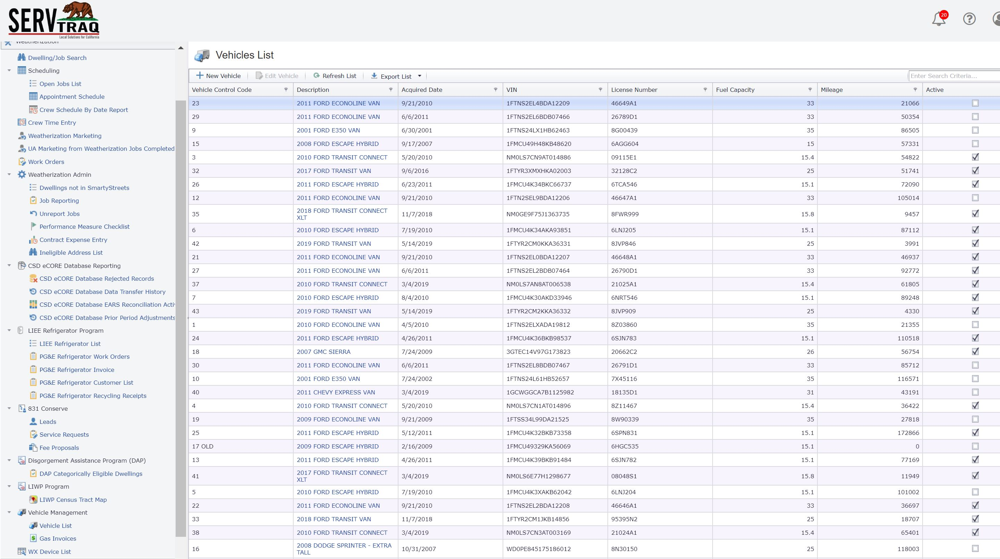 SERV TRAQ
Local Solutions for California
20
Weatherization
Dwelling/Job Search
Scheduling
Open Jobs List
Appointment Schedule
Crew Schedule By Date Report
Crew Time Entry
Weatherization Marketing
UA Marketing from Weatherization Jobs Completed
Work Orders
Weatherization Admin
Dwellings not in SmartyStreets
Job Reporting
Unreport Jobs
Performance Measure Checklist
Contract Expense Entry
Ineligible Address List
CSD eCORE Database Reporting
CSD eCORE Database Rejected Records
CSD eCORE Database Data Transfer History
CSD eCORE Database EARS Reconciliation Acti
CSD eCORE Database Prior Period Adjustments
LIEE Refrigerator Program
LIEE Refrigerator List
PG&E Refrigerator Work Orders
PG&E Refrigerator Invoice
PG&E Refrigerator Customer List
PG&E Refrigerator Recycling Receipts
831 Conserve
Leads
Service Requests
Fee Proposals
Disgorgement Assistance Program (DAP)
DAP Categorically Eligible Dwellings
LIWP Program
LIWP Census Tract Map
Vehicle Management
Vehicle List
Gas Invoices
WX Device List
Vehicles List
New Vehicle Edit Vehicle Refresh List Export List Enter Search Criteria...
Vehicle Control Code Description Acquired Date VIN License Number Fuel Capacity Mileage Active
23 2011 FORD ECONOLINE VAN 9/21/2010 1FTNS2EL4BDA12209 46649A1 33 21066
29 2011 FORD ECONOLINE VAN 6/6/2011 1FTNS2EL6BDB07466 26789D1 33 50354
9 2001 FORD E350 VAN 6/30/2001 1FTNS24LX1HB62463 8G00439 35 86505
15 2008 FORD ESCAPE HYBRID 9/17/2007 1FMCU49H48KB48620 6AGG604 15 57331
3 2010 FORD TRANSIT CONNECT 5/20/2010 NM0LS7CN9AT014886 09115E1 15.4 54822
32 2017 FORD TRANSIT VAN 9/6/2016 1FTYR3XMXHKA02003 32128C2 25 51741
26 2011 FORD ESCAPE HYBRID 6/23/2011 1FMCU4K34BKC66737 6TCA546 15.1 72090
12 2011 FORD ECONOLINE VAN 9/21/2010 1FTN2SEL9BDA12206 46647A1 33 105014
35 2018 FORD TRANSIT CONNECT XLT 11/7/2018 NM0GE9F75J1363735 8FWR999 15.8 9457
6 2010 FORD ESCAPE HYBRID 7/19/2010 1FMCU4K34AKA93851 6LNJ205 15.1 87112
42 2019 FORD TRANSIT VAN 5/14/2019 1FTYR2CM0KKA36331 8JVP846 25 3991
21 2011 FORD ECONOLINE VAN 9/21/2010 1FTNS2EL0BDA12207 46648A1 33 46937
27 2011 FORD ECONOLINE VAN 6/6/2011 1FTNS2EL2BDB07464 26790D1 33 92772
37 2010 FORD TRANSIT CONNECT 3/4/2019 NM0LS7AN8AT006538 21025A1 15.4 61805
7 2010 FORD ESCAPE HYBRID 8/4/2010 1FMCU4K30AKD33946 6NRT546 15.1 89248
43 2019 FORD TRANSIT VAN 5/14/2019 1FTYR2CM2KKA36332 8JVP909 25 4330
1 2010 FORD ECONOLINE VAN 4/5/2010 1FTNS2ELXADA19812 8Z03860 35 21355
24 2011 FORD ESCAPE HYBRID 4/26/2011 1FMCU4K36BKB98537 6SJN783 15.1 110518
18 2007 GMC SIERRA 7/24/2009 3GTEC14V97G173823 20662C2 26 56754
30 2011 FORD ECONOLINE VAN 6/6/2011 1FTNS2EL8BDB07467 26791D1 33 85712
10 2001 FORD E350 VAN 7/24/2002 1FTNS24L61HB52657 7X45116 35 116571
40 2011 CHEVY EXPRESS VAN 3/4/2019 1GCWGGCA7B1125982 18135D1 31 43191
4 2010 FORD TRANSIT CONNECT 5/20/2010 NM0LS7CN1AT014896 8Z11467 15.4 36422
19 2009 FORD ECONOLINE VAN 9/21/2009 1FTSS34L99DA21525 8W90339 35 27818
25 2011 FORD ESCAPE HYBRID 5/12/2011 1FMCU4K32BKB73358 6SPN831 15.1 172866
17 OLD 2009 FORD ESCAPE HYBRID 2/16/2009 1FMCU49329KA56069 6HGC535 15.1 0
13 2011 FORD ESCAPE HYBRID 4/26/2011 1FMCU4K39BKB91484 6SJN782 15.1 77169
41 2017 FORD TRANSIT CONNECT XLT 3/4/2019 NM0LS6E77H1298677 08048S1 15.8 11949
5 2010 FORD ESCAPE HYBRID 7/19/2010 1FMCU4K3XAKB62042 6LNJ204 15.1 101002
22 2011 FORD ECONOLINE VAN 9/21/2010 1FTNS2EL2BDA12208 46646A1 33 36697
33 2018 FORD TRANSIT VAN 11/7/2018 1FTYR2CM1JKB14856 95395N2 25 18707
38 2010 FORD TRANSIT CONNECT 3/4/2019 NM0LS7CN3AT003169 21024A1 15.4 65401
16 2008 DODGE SPRINTER - EXTRA TALL 10/31/2007 WD0PE845175186012 8N30150 25 118003